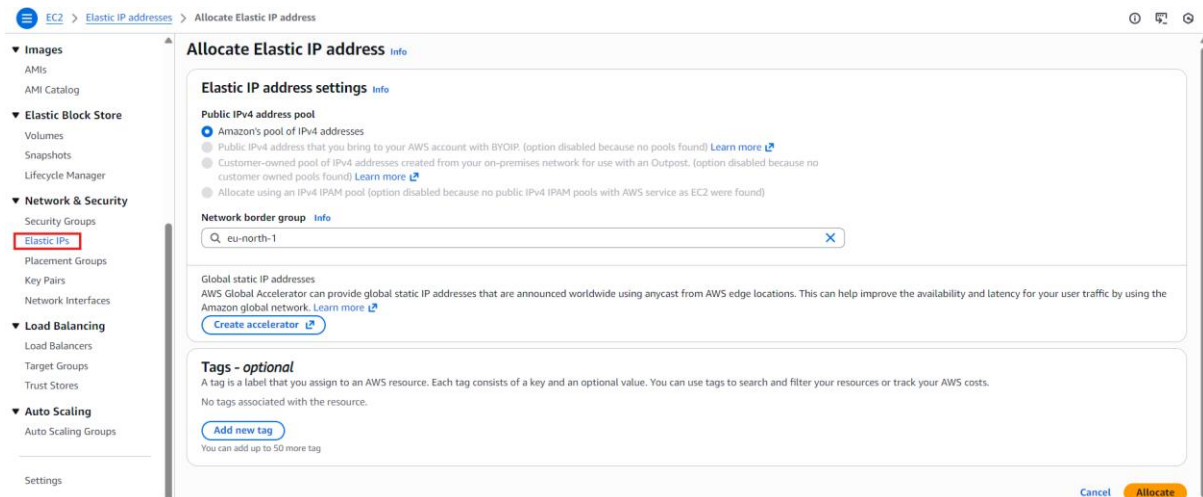 EC2 > Elastic IP addresses > Allocate Elastic IP address
Images
AMIs
AMI Catalog
Elastic Block Store
Volumes
Snapshots
Lifecycle Manager
Network & Security
Security Groups
Elastic IPs
Placement Groups
Key Pairs
Network Interfaces
Load Balancing
Load Balancers
Target Groups
Trust Stores
Auto Scaling
Auto Scaling Groups
Settings
Allocate Elastic IP address Info
Elastic IP address settings Info
Public IPv4 address pool
Amazon's pool of IPv4 addresses
Public IPv4 address that you bring to your AWS account with BYOIP. (option disabled because no pools found) Learn more
Customer-owned pool of IPv4 addresses created from your on-premises network for use with an Outpost. (option disabled because no
customer owned pools found) Learn more
Allocate using an IPv4 IPAM pool (option disabled because no public IPv4 IPAM pools with AWS service as EC2 were found)
Network border group Info
eu-north-1
Global static IP addresses
AWS Global Accelerator can provide global static IP addresses that are announced worldwide using anycast from AWS edge locations. This can help improve the availability and latency for your user traffic by using the
Amazon global network. Learn more
Create accelerator
Tags - optional
A tag is a label that you assign to an AWS resource. Each tag consists of a key and an optional value. You can use tags to search and filter your resources or track your AWS costs.
No tags associated with the resource.
Add new tag
You can add up to 50 more tag
Cancel Allocate